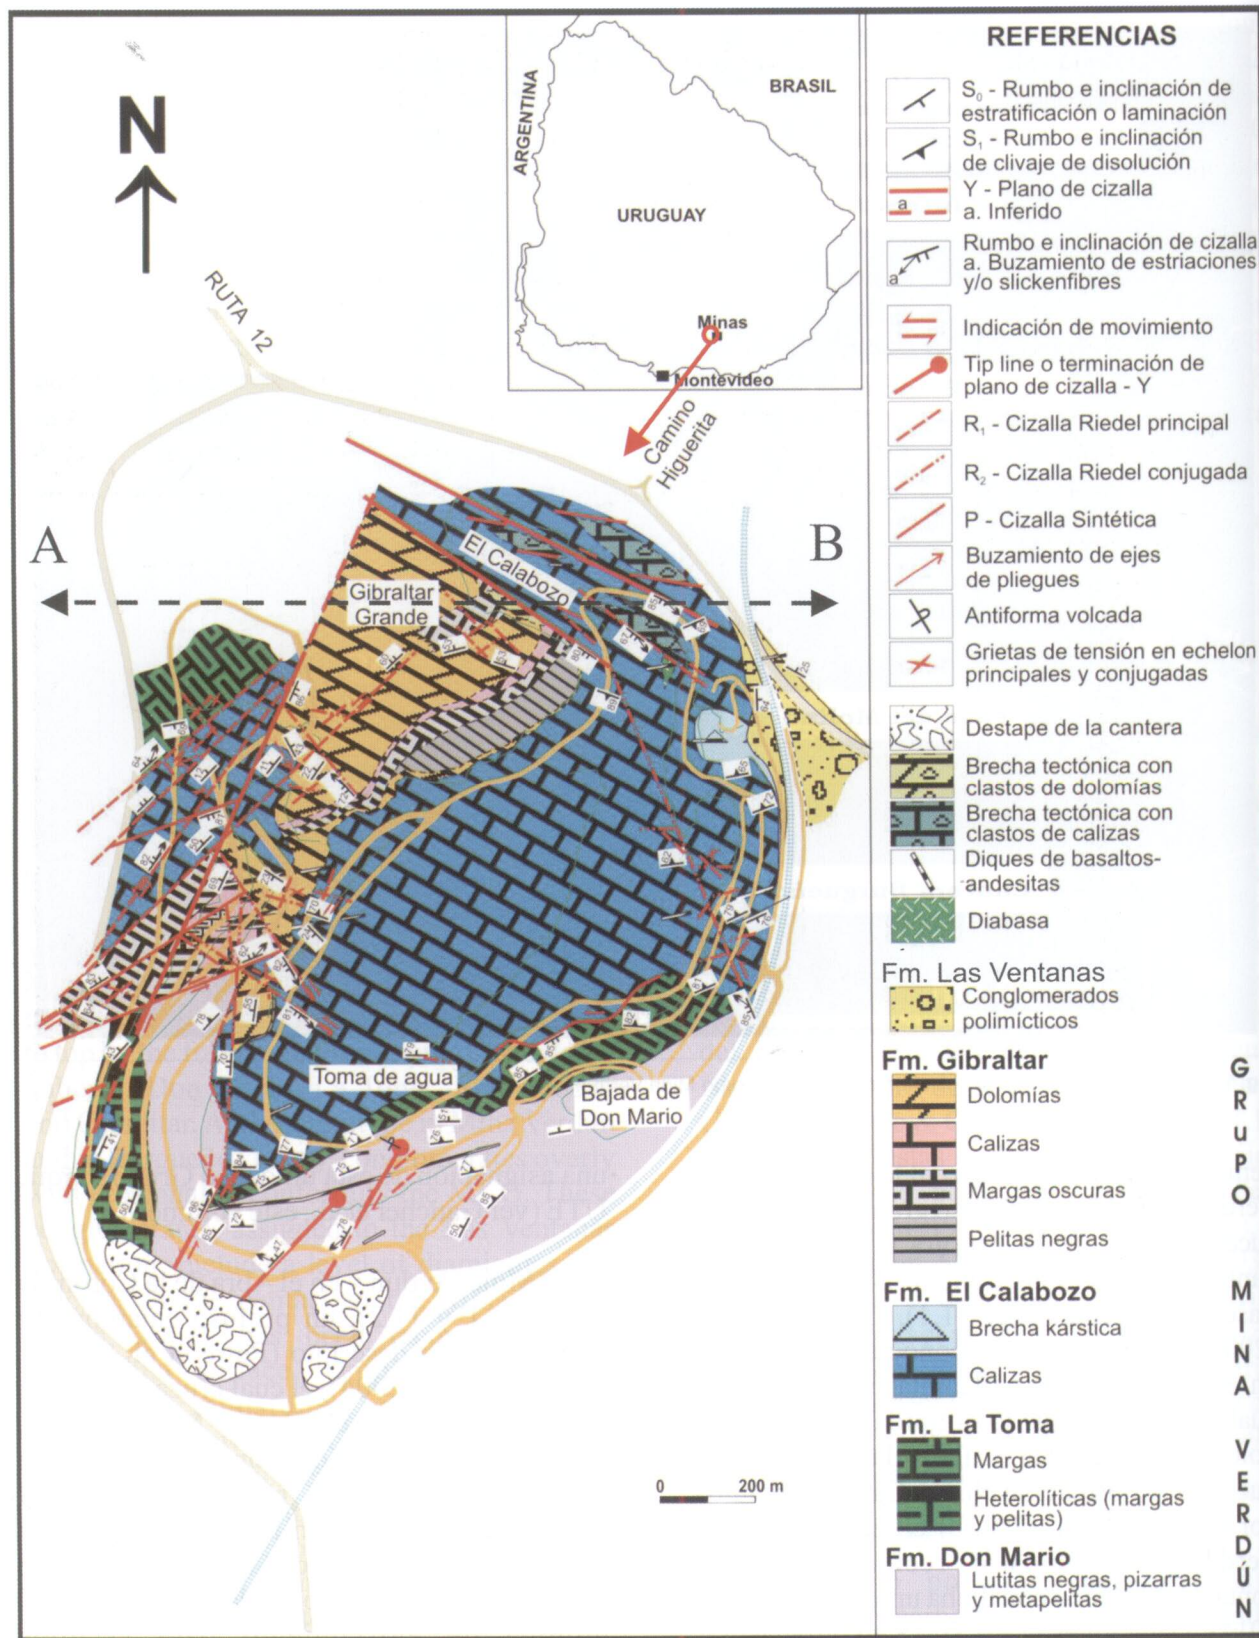 N
RUTA 12
ARGENTINA
BRASIL
URUGUAY
Minas
Montevideo
Camino
Higuerita
A
B
El Calabozo
Gibraltar
Grande
Toma de agua
Bajada de
Don Mario
0 200 m
REFERENCIAS
S₀ - Rumbo e inclinación de
estratificación o laminación
S₁ - Rumbo e inclinación
de clivaje de disolución
Y - Plano de cizalla
a
a. Inferido
Rumbo e inclinación de cizalla
a. Buzamiento de estriaciones
a
y/o slickenfibres
Indicación de movimiento
Tip line o terminación de
plano de cizalla - Y
R₁ - Cizalla Riedel principal
R₂ - Cizalla Riedel conjugada
P - Cizalla Sintética
Buzamiento de ejes
de pliegues
Antiforma volcada
Grietas de tensión en echelon
principales y conjugadas
Destape de la cantera
Brecha tectónica con
clastos de dolomías
Brecha tectónica con
clastos de calizas
Diques de basaltos-
andesitas
Diabasa
Fm. Las Ventanas
Conglomerados
polimícticos
Fm. Gibraltar
Dolomías
Calizas
Margas oscuras
Pelitas negras
Fm. El Calabozo
Brecha kárstica
Calizas
Fm. La Toma
Margas
Heterolíticas (margas
y pelitas)
Fm. Don Mario
Lutitas negras, pizarras
y metapelitas
GRuPO
MINA
VERDÚN